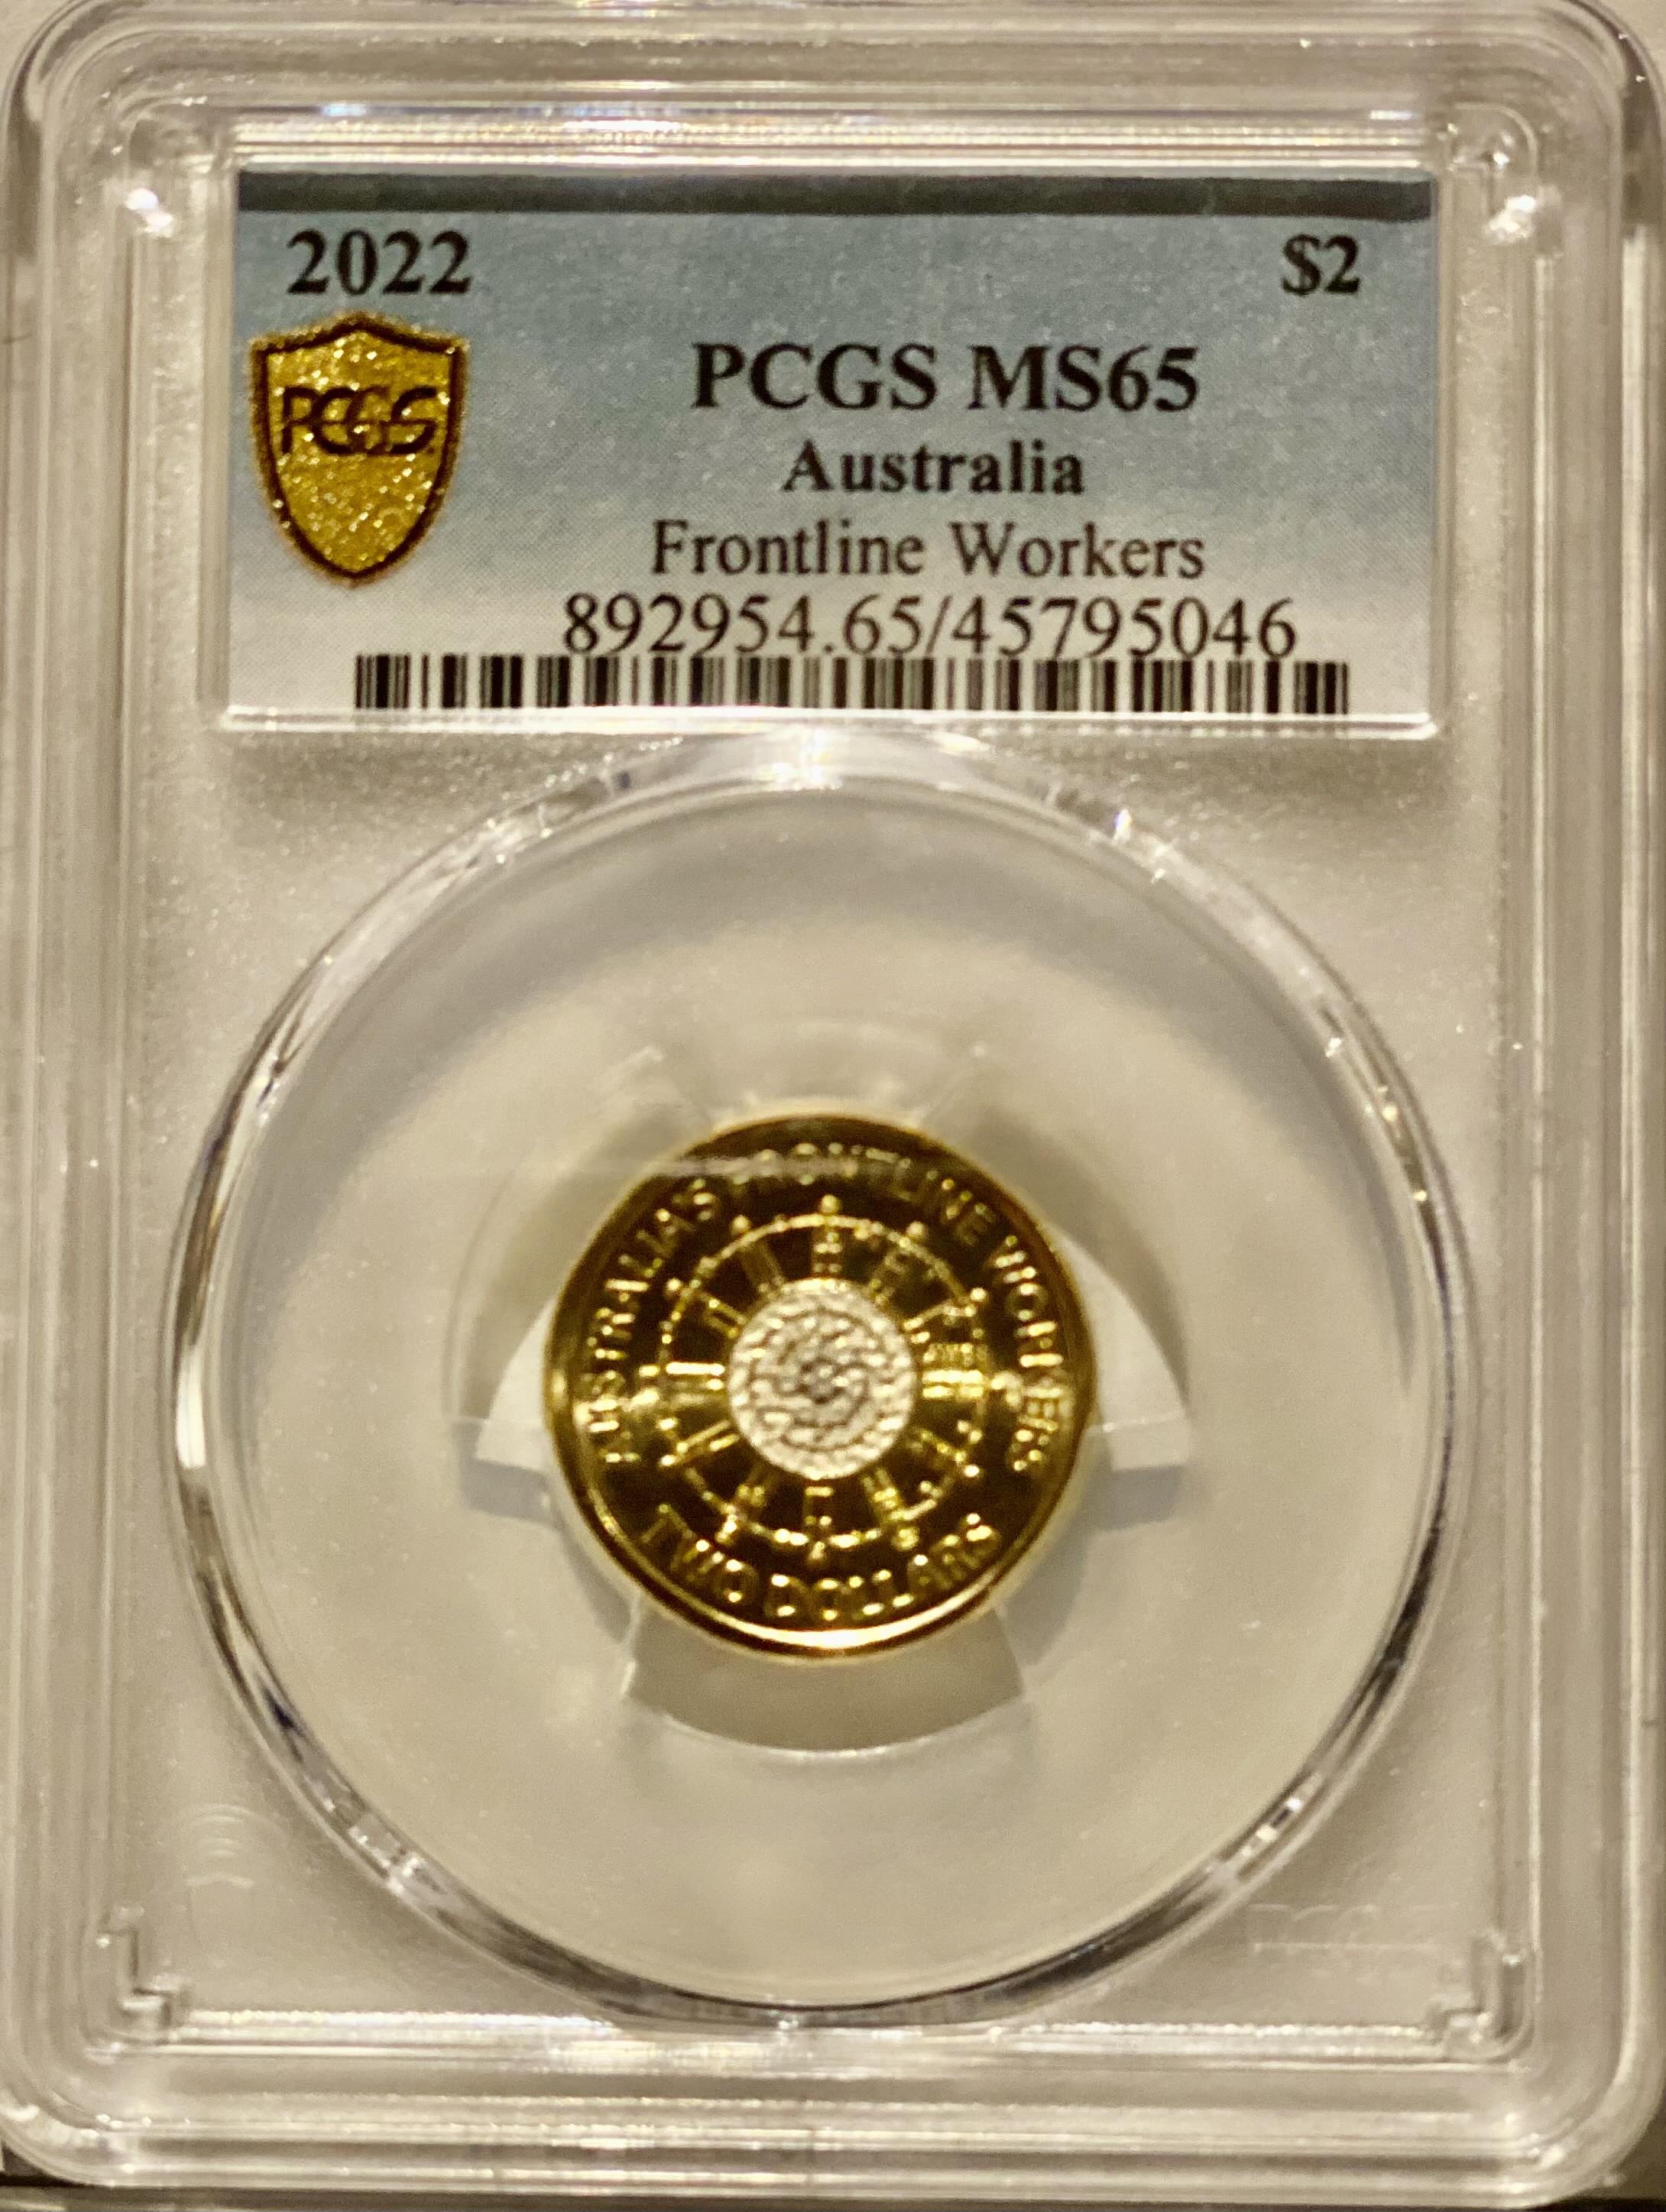 2022 $2
PCGS
PCGS MS65
Australia
Frontline Workers
892954.65/45795046
AUSTRALIA'S FRONTLINE WORKERS
TWO DOLLARS